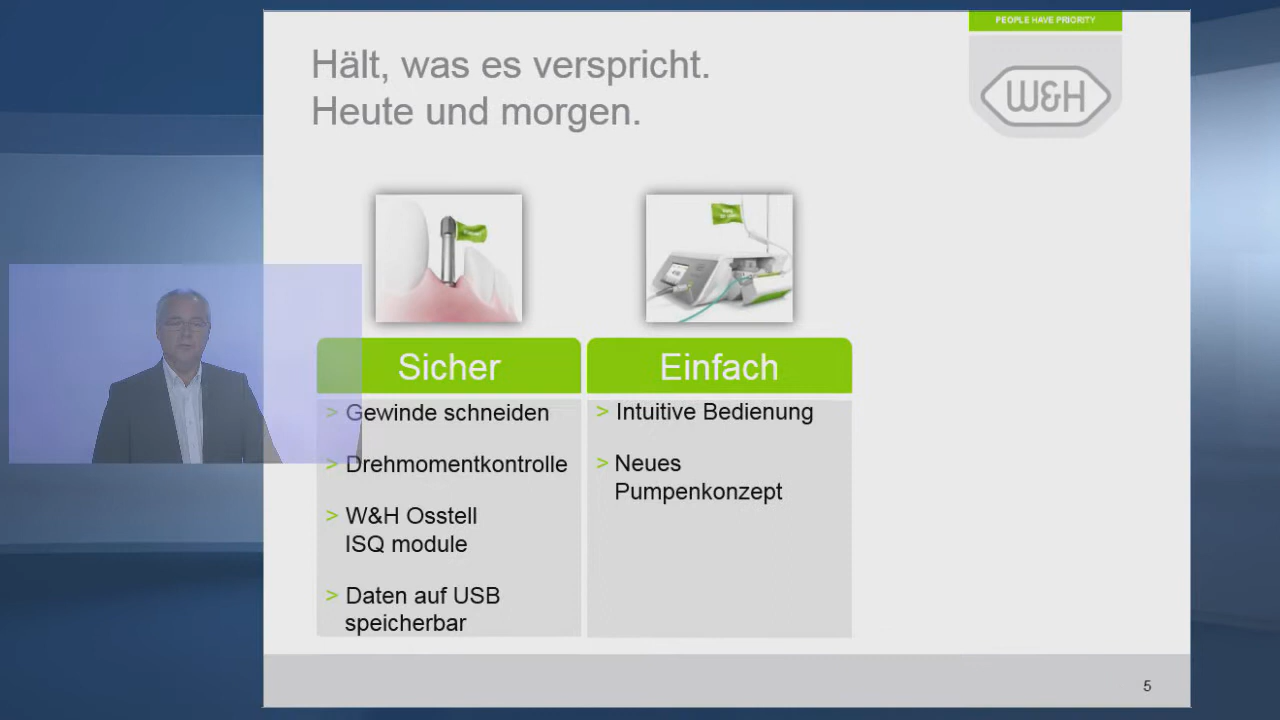 PEOPLE HAVE PRIORITY
W&H
Hält, was es verspricht.
Heute und morgen.
Sicher
> Gewinde schneiden
> Drehmomentkontrolle
> W&H Osstell
ISQ module
> Daten auf USB
speicherbar
Einfach
> Intuitive Bedienung
> Neues
Pumpenkonzept
5